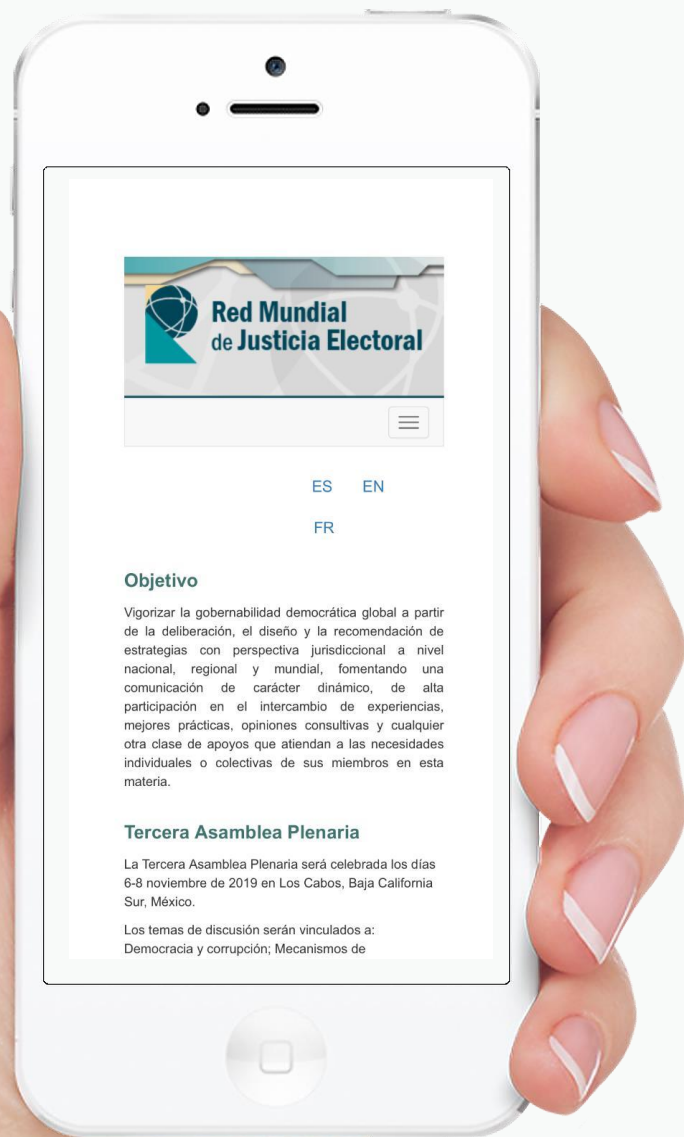 Red Mundial
de Justicia Electoral
ES EN
FR
Objetivo
Vigorizar la gobernabilidad democrática global a partir
de la deliberación, el diseño y la recomendación de
estrategias con perspectiva jurisdiccional a nivel
nacional, regional y mundial, fomentando una
comunicación de carácter dinámico, de alta
participación en el intercambio de experiencias,
mejores prácticas, opiniones consultivas y cualquier
otra clase de apoyos que atiendan a las necesidades
individuales o colectivas de sus miembros en esta
materia.
Tercera Asamblea Plenaria
La Tercera Asamblea Plenaria será celebrada los días
6-8 noviembre de 2019 en Los Cabos, Baja California
Sur, México.
Los temas de discusión serán vinculados a:
Democracia y corrupción; Mecanismos de